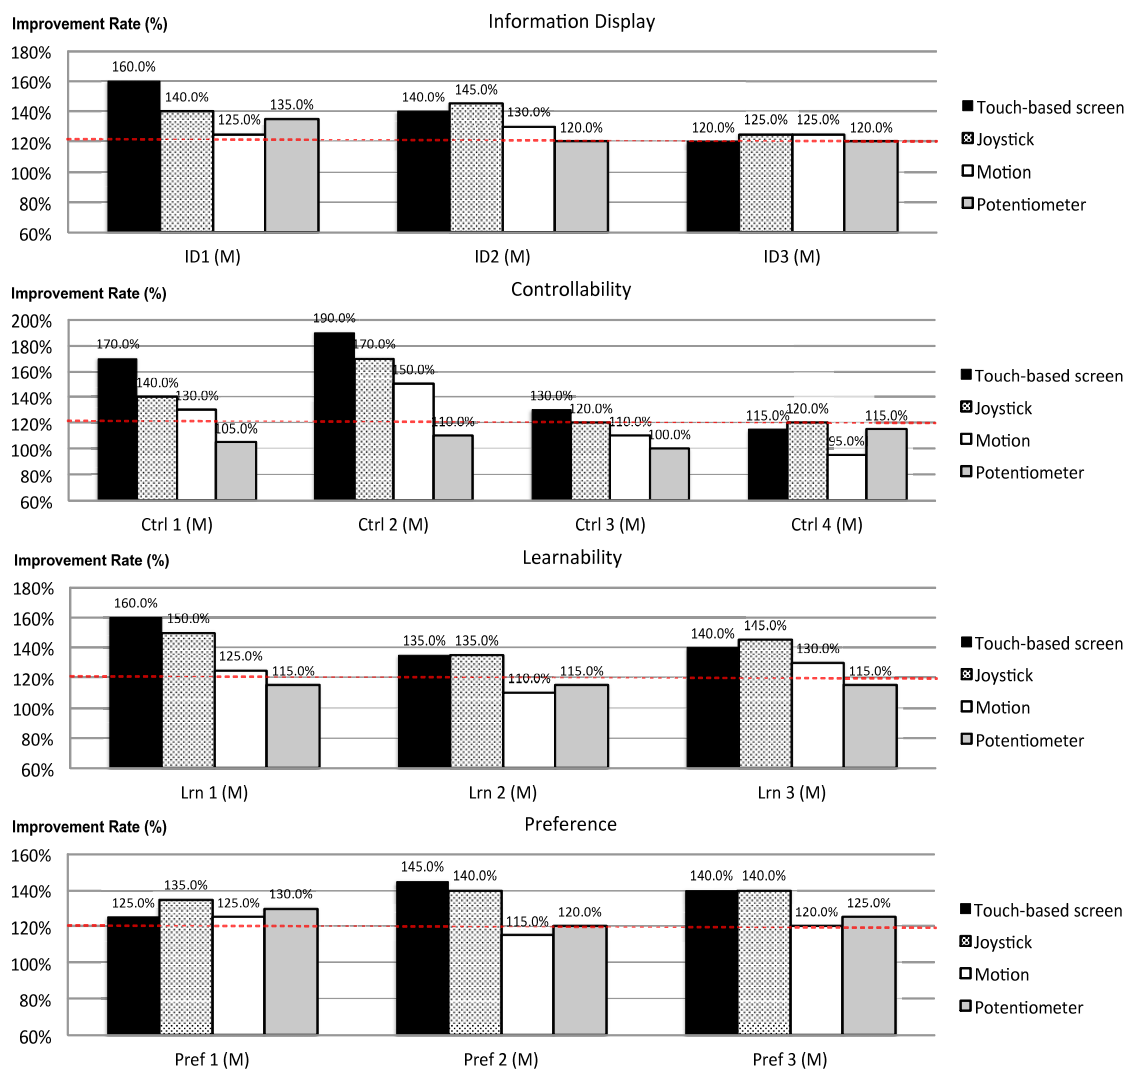 Improvement Rate (%)
Information Display
180%
160%
140%
120%
100%
80%
60%
160.0%
140.0%
125.0%
135.0%
140.0%
145.0%
130.0%
120.0%
120.0%
125.0%
125.0%
120.0%
ID1 (M)
ID2 (M)
ID3 (M)
Touch-based screen
Joystick
Motion
Potentiometer
Improvement Rate (%)
Controllability
200%
180%
160%
140%
120%
100%
80%
60%
170.0%
140.0%
130.0%
105.0%
190.0%
170.0%
150.0%
110.0%
130.0%
120.0%
110.0%
100.0%
115.0%
120.0%
95.0%
115.0%
Ctrl 1 (M)
Ctrl 2 (M)
Ctrl 3 (M)
Ctrl 4 (M)
Touch-based screen
Joystick
Motion
Potentiometer
Improvement Rate (%)
Learnability
180%
160%
140%
120%
100%
80%
60%
160.0%
150.0%
125.0%
115.0%
135.0%
135.0%
110.0%
115.0%
140.0%
145.0%
130.0%
115.0%
Lrn 1 (M)
Lrn 2 (M)
Lrn 3 (M)
Touch-based screen
Joystick
Motion
Potentiometer
Improvement Rate (%)
Preference
160%
140%
120%
100%
80%
60%
125.0%
135.0%
125.0%
130.0%
145.0%
140.0%
115.0%
120.0%
140.0%
140.0%
120.0%
125.0%
Pref 1 (M)
Pref 2 (M)
Pref 3 (M)
Touch-based screen
Joystick
Motion
Potentiometer